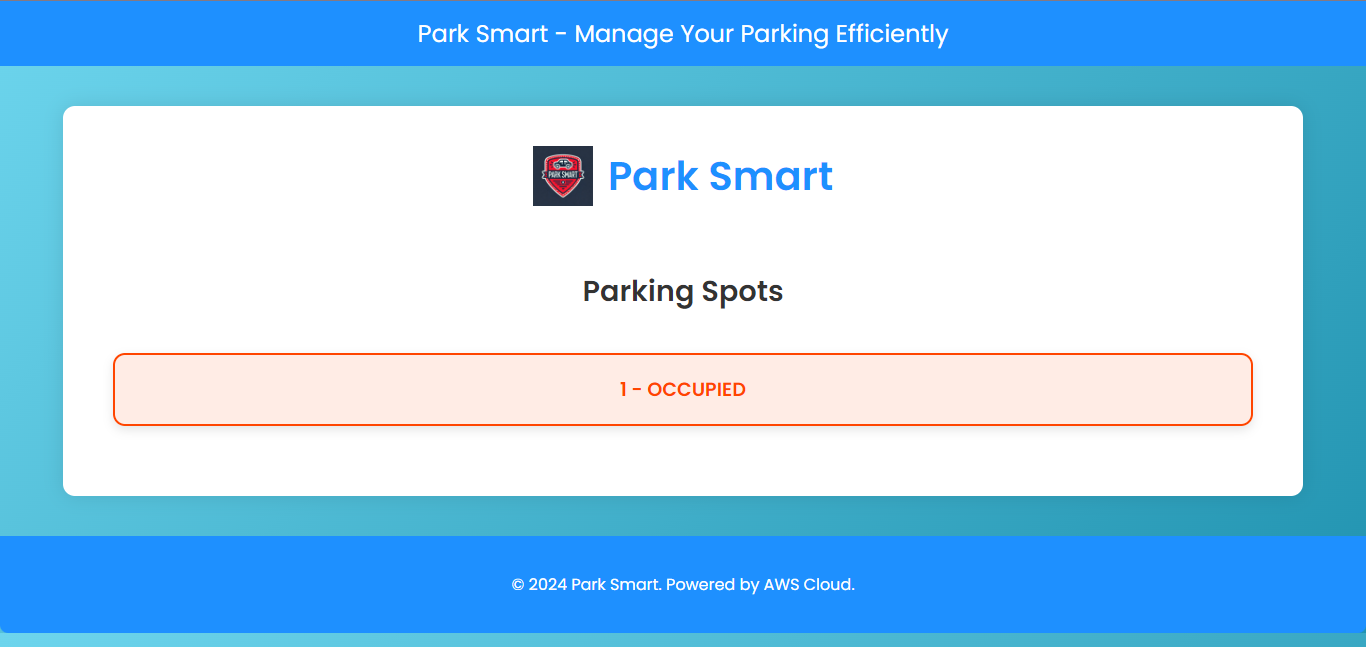 Park Smart - Manage Your Parking Efficiently
PARK SMART
Park Smart
Parking Spots
1 - OCCUPIED
© 2024 Park Smart. Powered by AWS Cloud.